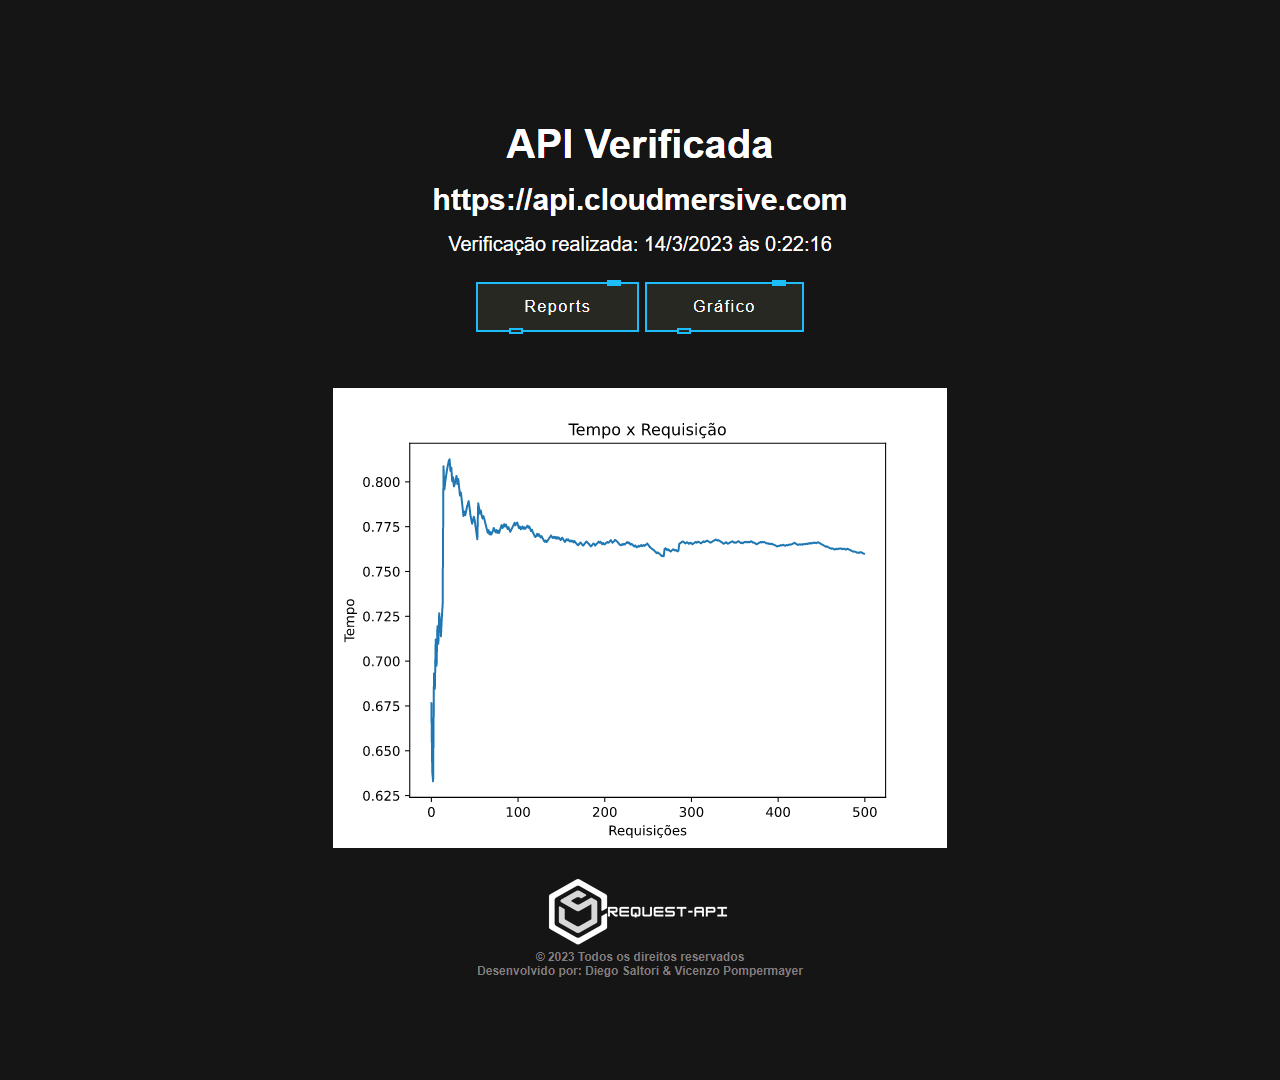 API Verificada
https://api.cloudmersive.com
Verificação realizada: 14/3/2023 às 0:22:16
Reports Gráfico
Tempo x Requisição
0.800
0.775
0.750
0.725
0.700
0.675
0.650
0.625
Tempo
0 100 200 300 400 500
Requisições
REQUEST-API
© 2023 Todos os direitos reservados
Desenvolvido por: Diego Saltori & Vicenzo Pompermayer